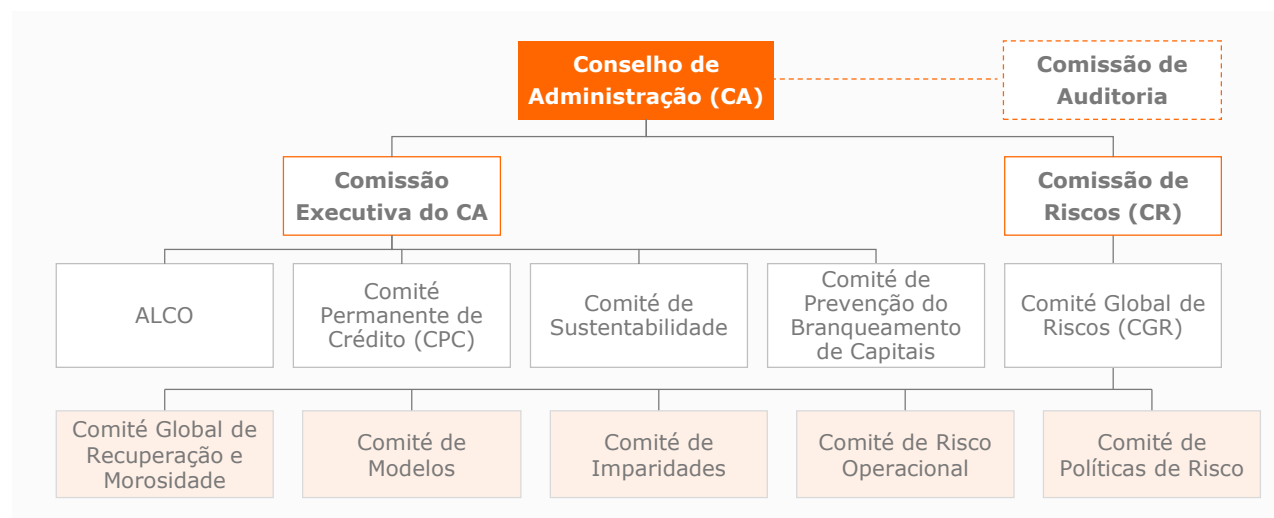 Conselho de
Administração (CA)
Comissão de
Auditoria
Comissão
Executiva do CA
Comissão de
Riscos (CR)
ALCO
Comité
Permanente de
Crédito (CPC)
Comité de
Sustentabilidade
Comité de
Prevenção do
Branqueamento
de Capitais
Comité Global de
Riscos (CGR)
Comité Global de
Recuperação e
Morosidade
Comité de
Modelos
Comité de
Imparidades
Comité de Risco
Operacional
Comité de
Políticas de Risco